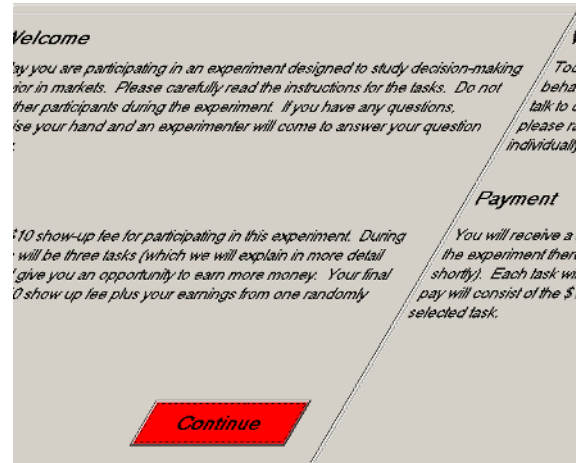 Welcome
ay you are participating in an experiment designed to study decision-making
ior in markets. Please carefully read the instructions for the tasks. Do not
ther participants during the experiment. If you have any questions,
ise your hand and an experimenter will come to answer your question
$10 show-up fee for participating in this experiment. During
will be three tasks (which we will explain in more detail
give you an opportunity to earn more money. Your final
0 show up fee plus your earnings from one randomly
Continue
talk to
please ra
individually
Payment
You will receive a
the experiment there
shortly). Each task wi
pay will consist of the $
selected task.